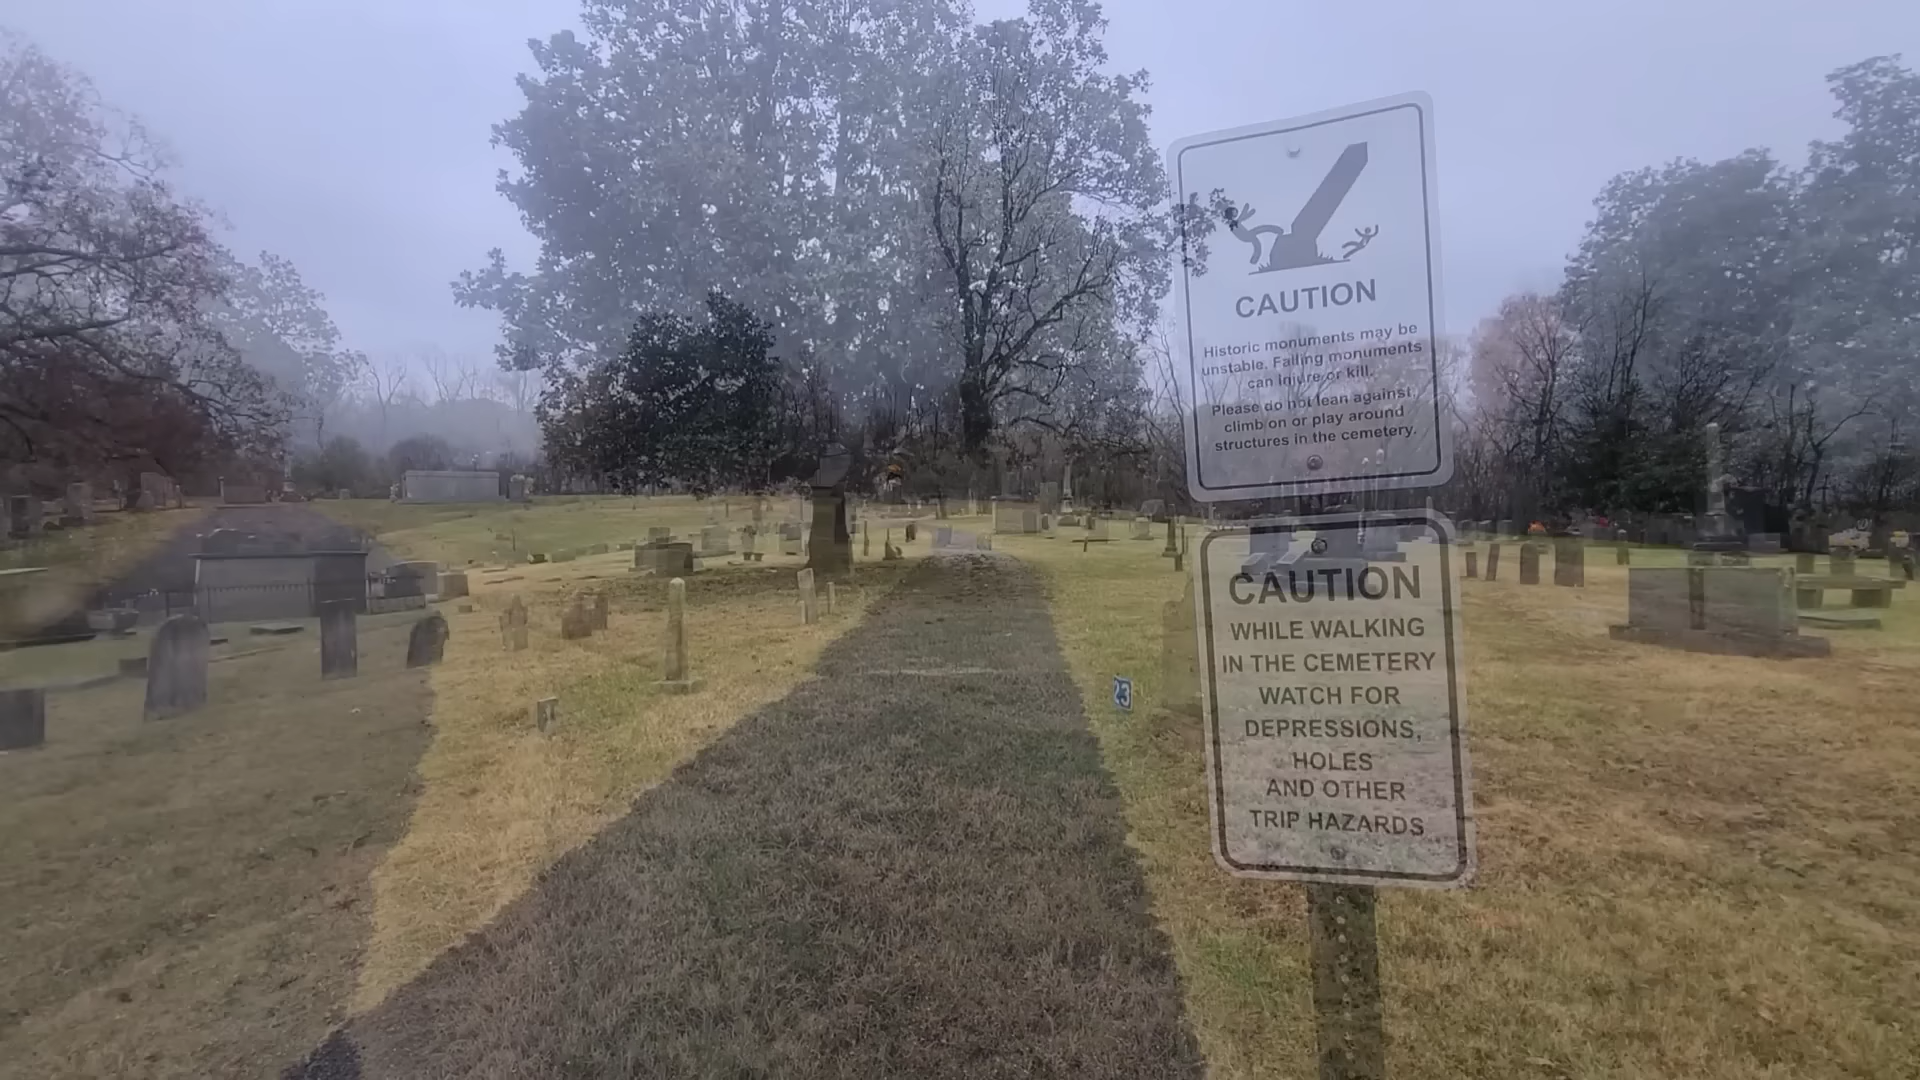 CAUTION
Historic monuments may be
unstable. Falling monuments
can injure or kill.
Please do not lean against,
climb on or play around
structures in the cemetery.
CAUTION
WHILE WALKING
IN THE CEMETERY
WATCH FOR
DEPRESSIONS,
HOLES
AND OTHER
TRIP HAZARDS
23